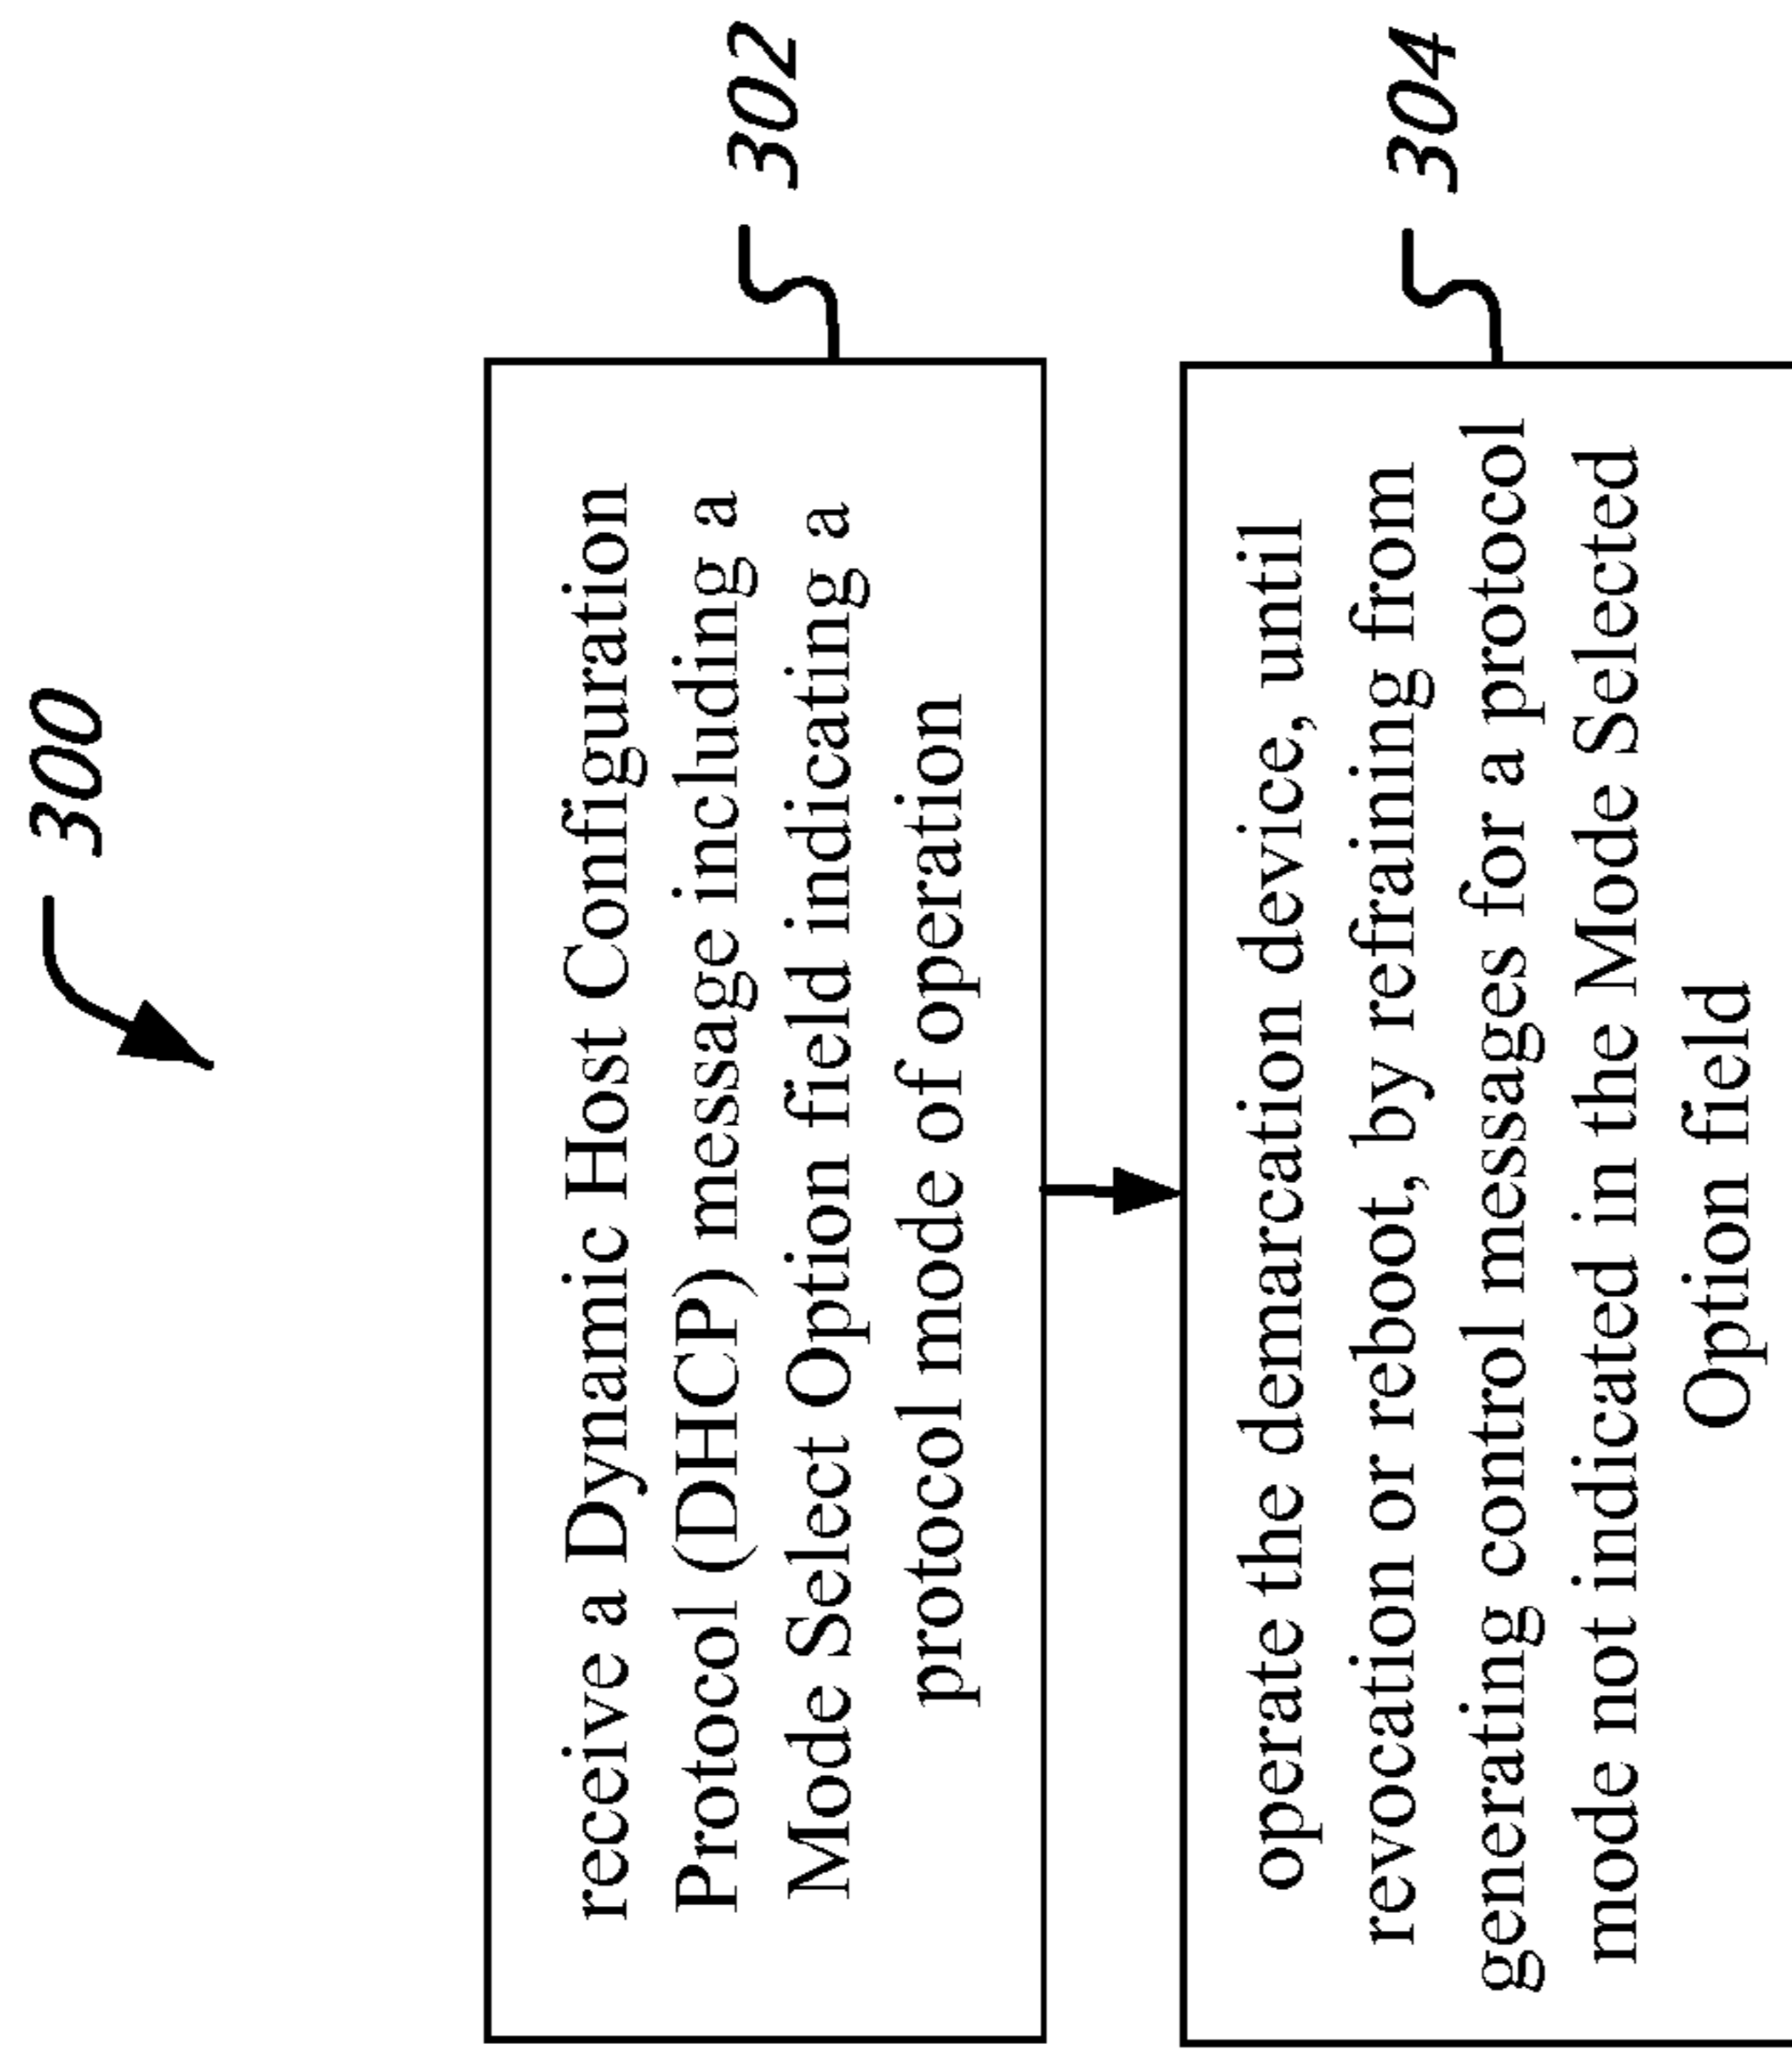 300
receive a Dynamic Host Configuration
Protocol (DHCP) message including a
Mode Select Option field indicating a
protocol mode of operation
302
operate the demarcation device, until
revocation or reboot, by refraining from
generating control messages for a protocol
mode not indicated in the Mode Selected
Option field
304